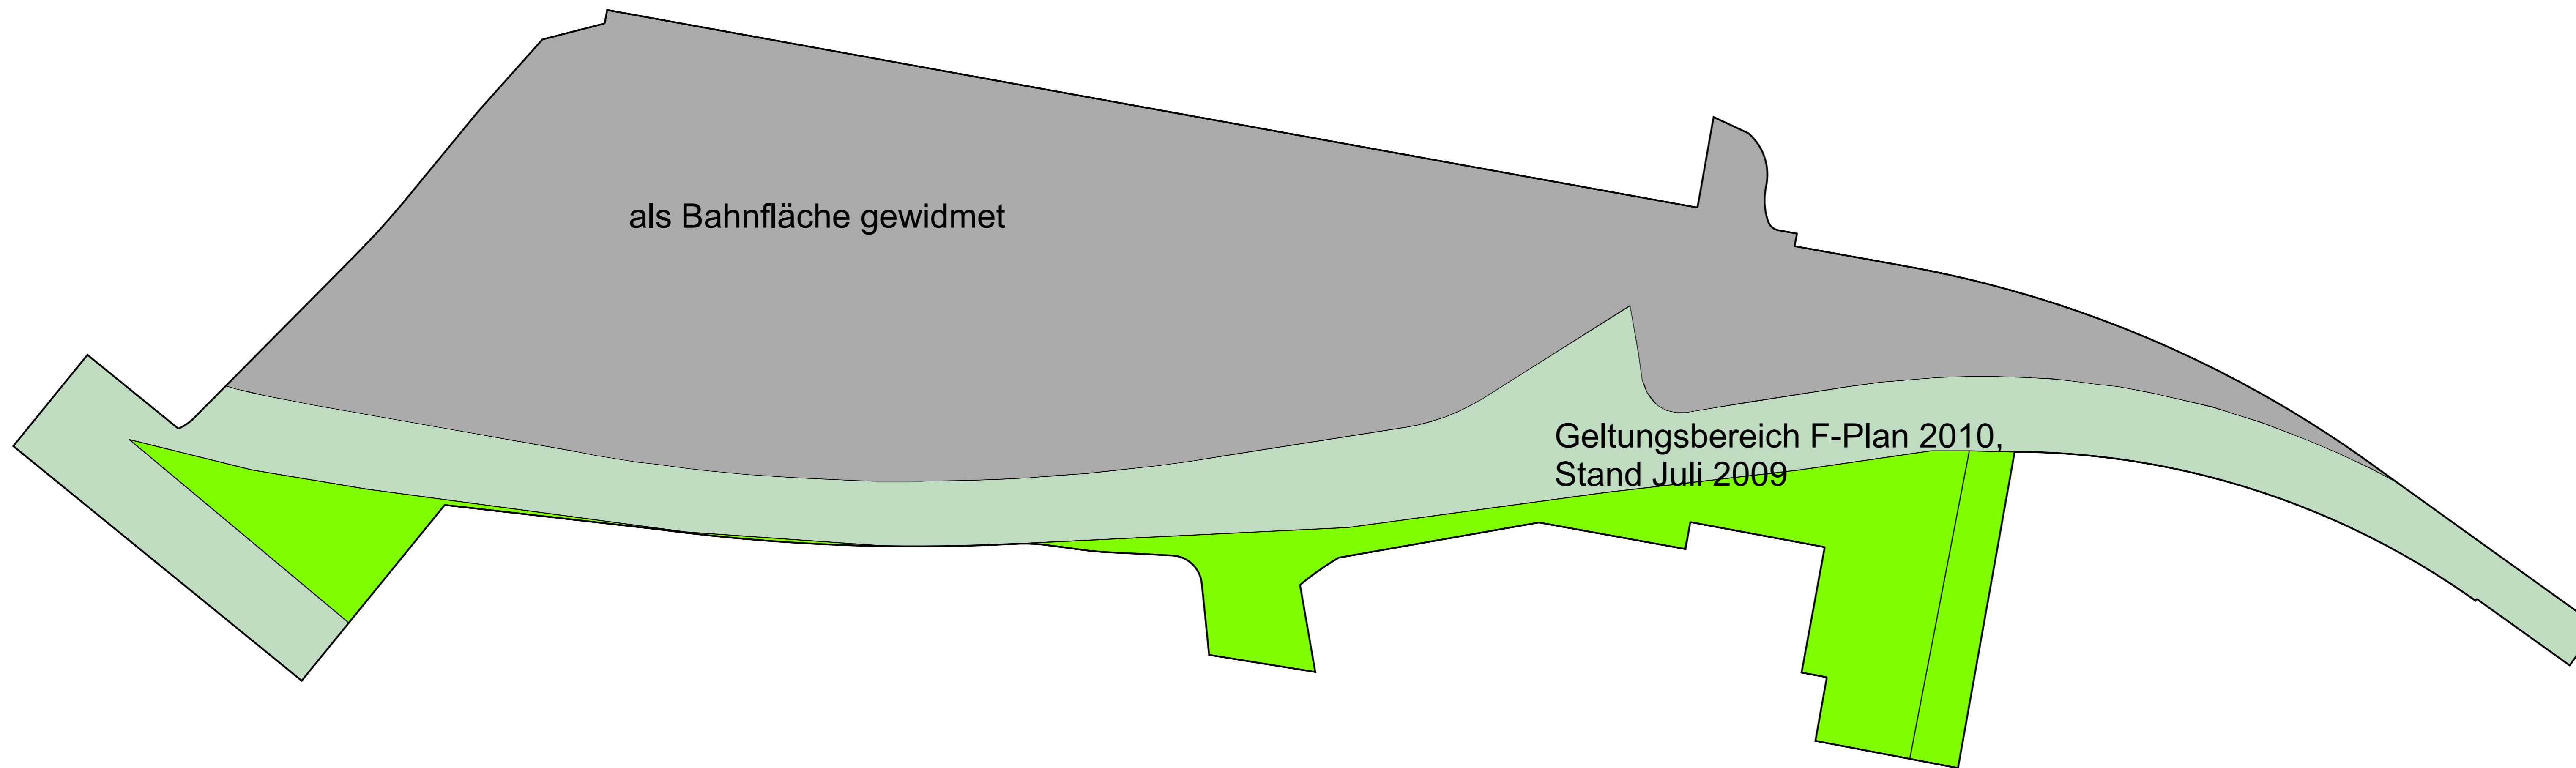 als Bahnfläche gewidmet
Geltungsbereich F-Plan 2010,
Stand Juli 2009